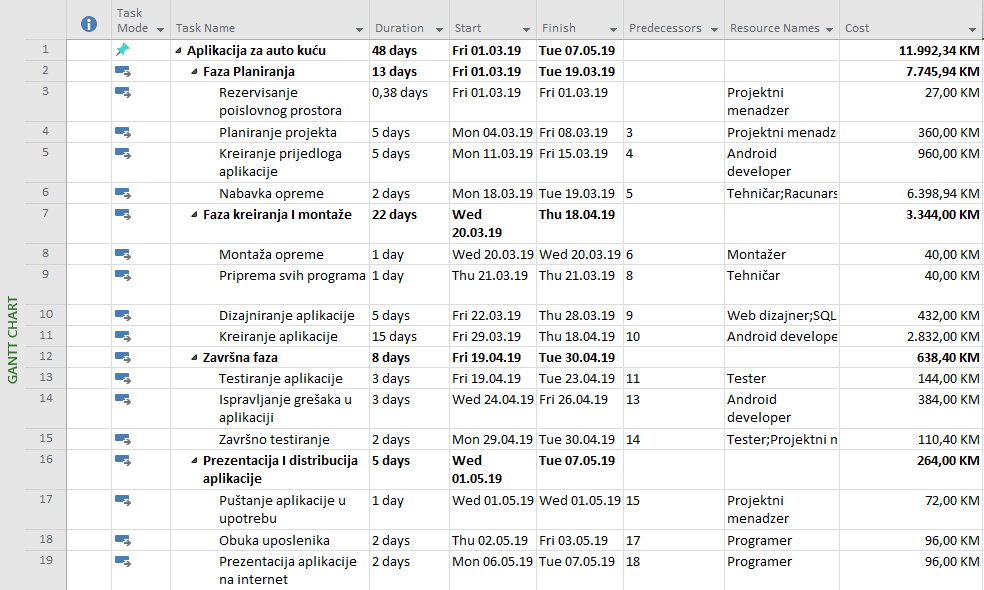 Task Mode Task Name Duration Start Finish Predecessors Resource Names Cost
1 Aplikacija za auto kuću 48 days Fri 01.03.19 Tue 07.05.19 11.992,34 KM
2 Faza Planiranja 13 days Fri 01.03.19 Tue 19.03.19 7.745,94 KM
3 Rezervisanje 0,38 days Fri 01.03.19 Fri 01.03.19 Projektni 27,00 KM
poislovnog prostora menadzer
4 Planiranje projekta 5 days Mon 04.03.19 Fri 08.03.19 3 Projektni menadz 360,00 KM
5 Kreiranje prijedloga 5 days Mon 11.03.19 Fri 15.03.19 4 Android 960,00 KM
aplikacije developer
6 Nabavka opreme 2 days Mon 18.03.19 Tue 19.03.19 5 Tehničar;Racunars 6.398,94 KM
7 Faza kreiranja I montaže 22 days Wed Thu 18.04.19 3.344,00 KM
20.03.19
8 Montaža opreme 1 day Wed 20.03.19 Wed 20.03.19 6 Montažer 40,00 KM
9 Priprema svih programa 1 day Thu 21.03.19 Thu 21.03.19 8 Tehničar 40,00 KM
10 Dizajniranje aplikacije 5 days Fri 22.03.19 Thu 28.03.19 9 Web dizajner;SQL 432,00 KM
11 Kreiranje aplikacije 15 days Fri 29.03.19 Thu 18.04.19 10 Android develope 2.832,00 KM
12 Završna faza 8 days Fri 19.04.19 Tue 30.04.19 638,40 KM
13 Testiranje aplikacije 3 days Fri 19.04.19 Tue 23.04.19 11 Tester 144,00 KM
14 Ispravljanje grešaka u 3 days Wed 24.04.19 Fri 26.04.19 13 Android 384,00 KM
aplikaciji developer
15 Završno testiranje 2 days Mon 29.04.19 Tue 30.04.19 14 Tester;Projektni n 110,40 KM
16 Prezentacija I distribucija 5 days Wed Tue 07.05.19 264,00 KM
aplikacije 01.05.19
17 Puštanje aplikacije u 1 day Wed 01.05.19 Wed 01.05.19 15 Projektni 72,00 KM
upotrebu menadzer
18 Obuka uposlenika 2 days Thu 02.05.19 Fri 03.05.19 17 Programer 96,00 KM
19 Prezentacija aplikacije 2 days Mon 06.05.19 Tue 07.05.19 18 Programer 96,00 KM
na internet
GANTT CHART